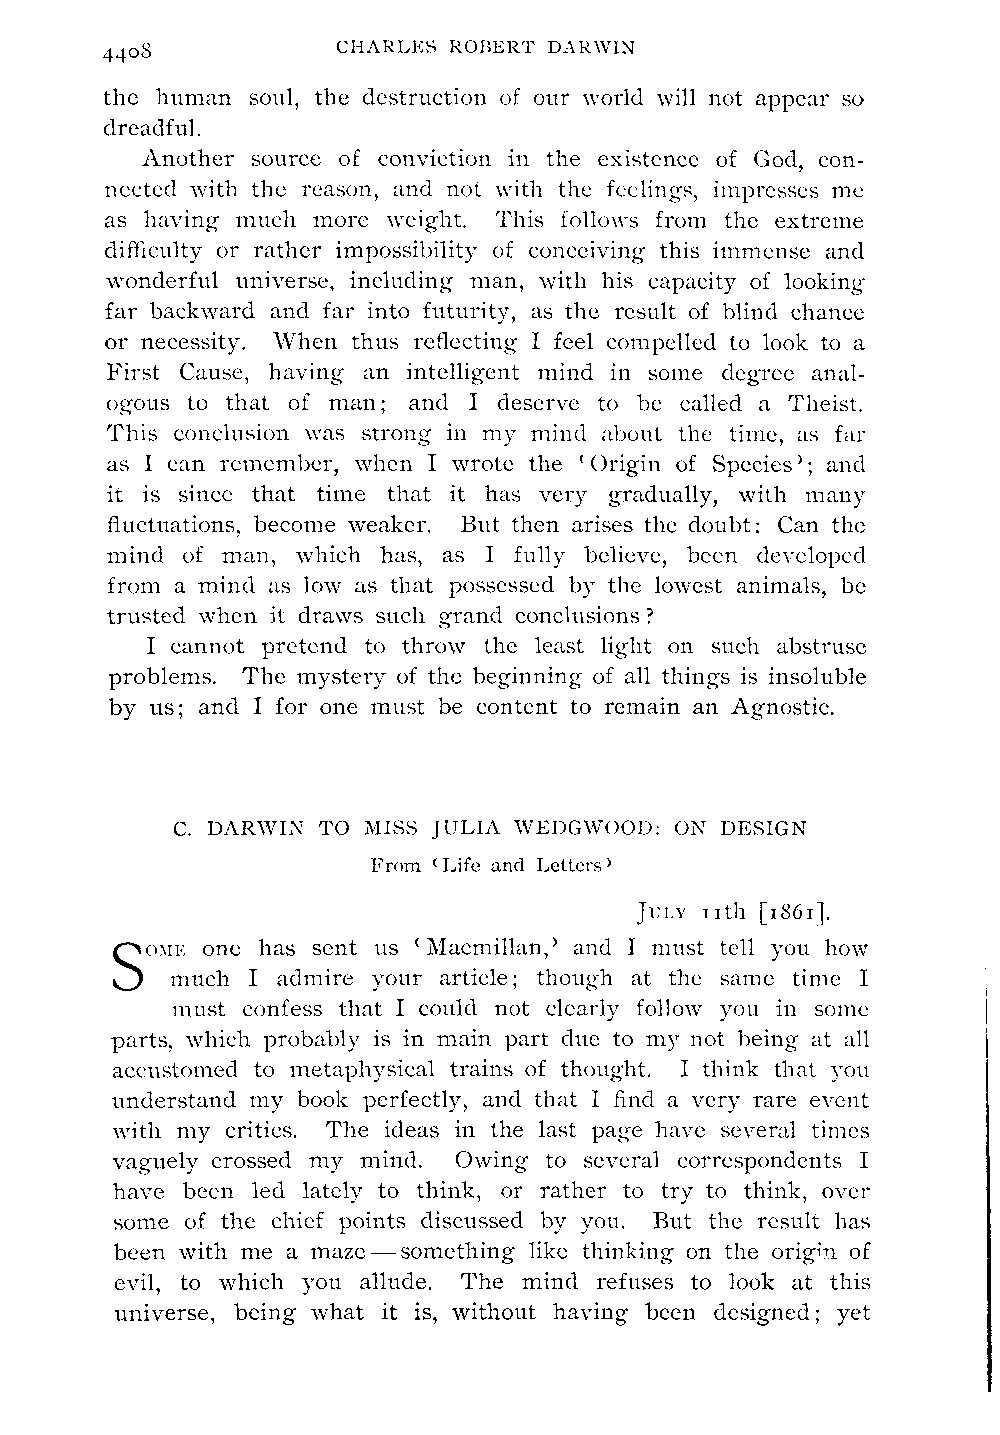 4408 CHARLES ROBERT DARWIN
the human soul, the destruction of our world will not appear so
dreadful.
Another source of conviction in the existence of God, con-
nected with the reason, and not with the feelings, impresses me
as having much more weight. This follows from the extreme
difficulty or rather impossibility of conceiving this immense and
wonderful universe, including man, with his capacity of looking
far backward and far into futurity, as the result of blind chance
or necessity. When thus reflecting I feel compelled to look to a
First Cause, having an intelligent mind in some degree anal-
ogous to that of man; and I deserve to be called a Theist.
This conclusion was strong in my mind about the time, as far
as I can remember, when I wrote the ‘Origin of Species’; and
it is since that time that it has very gradually, with many
fluctuations, become weaker. But then arises the doubt: Can the
mind of man, which has, as I fully believe, been developed
from a mind as low as that possessed by the lowest animals, be
trusted when it draws such grand conclusions?
I cannot pretend to throw the least light on such abstruse
problems. The mystery of the beginning of all things is insoluble
by us; and I for one must be content to remain an Agnostic.
C. DARWIN TO MISS JULIA WEDGWOOD: ON DESIGN
From ‘Life and Letters’
JULY 11th [1861].
SOME one has sent us ‘Macmillan,’ and I must tell you how
much I admire your article; though at the same time I
must confess that I could not clearly follow you in some
parts, which probably is in main part due to my not being at all
accustomed to metaphysical trains of thought. I think that you
understand my book perfectly, and that I find a very rare event
with my critics. The ideas in the last page have several times
vaguely crossed my mind. Owing to several correspondents I
have been led lately to think, or rather to try to think, over
some of the chief points discussed by you. But the result has
been with me a maze—something like thinking on the origin of
evil, to which you allude. The mind refuses to look at this
universe, being what it is, without having been designed; yet